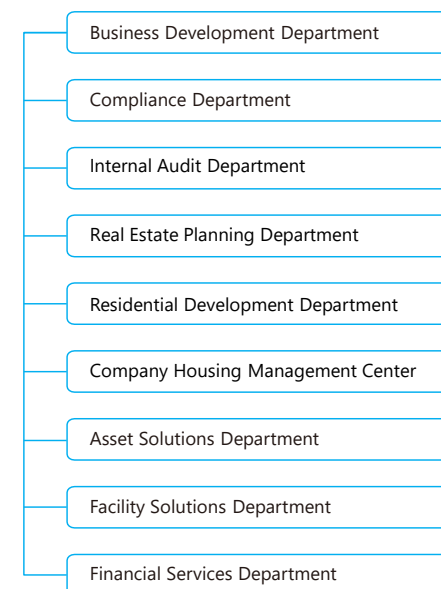 Business Development Department
Compliance Department
Internal Audit Department
Real Estate Planning Department
Residential Development Department
Company Housing Management Center
Asset Solutions Department
Facility Solutions Department
Financial Services Department